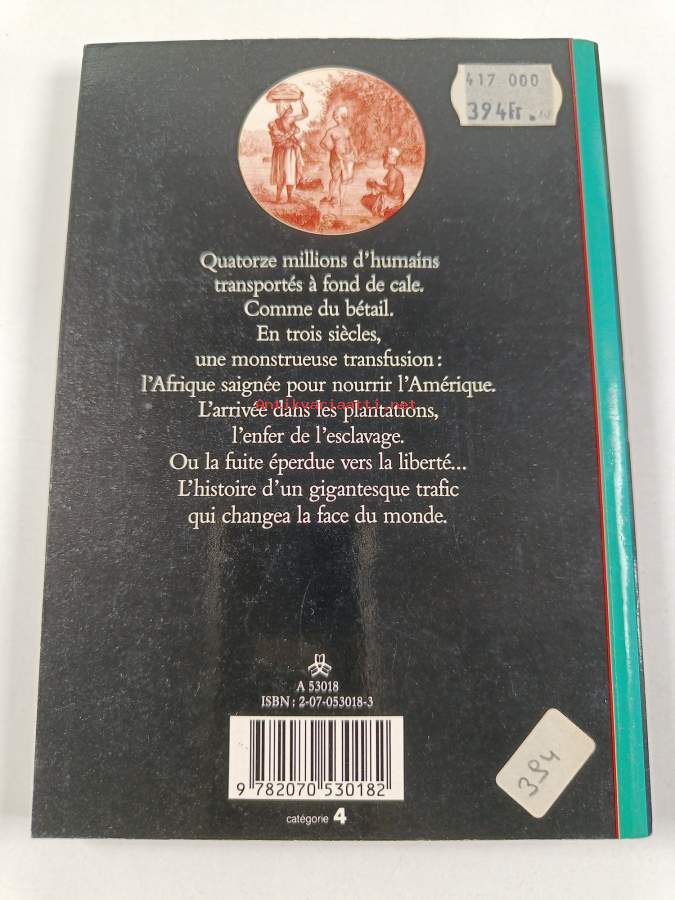 417 000
394Fr.
Quatorze millions d'humains
transportés à fond de cale.
Comme du bétail.
En trois siècles,
une monstrueuse transfusion :
l'Afrique saignée pour nourrir l'Amérique.
L'arrivée dans les plantations,
antikvariaatti.net
l'enfer de l'esclavage.
Ou la fuite éperdue vers la liberté...
L'histoire d'un gigantesque trafic
qui changea la face du monde.
A 53018
ISBN : 2-07-053018-3
9 782070 530182
catégorie 4
394